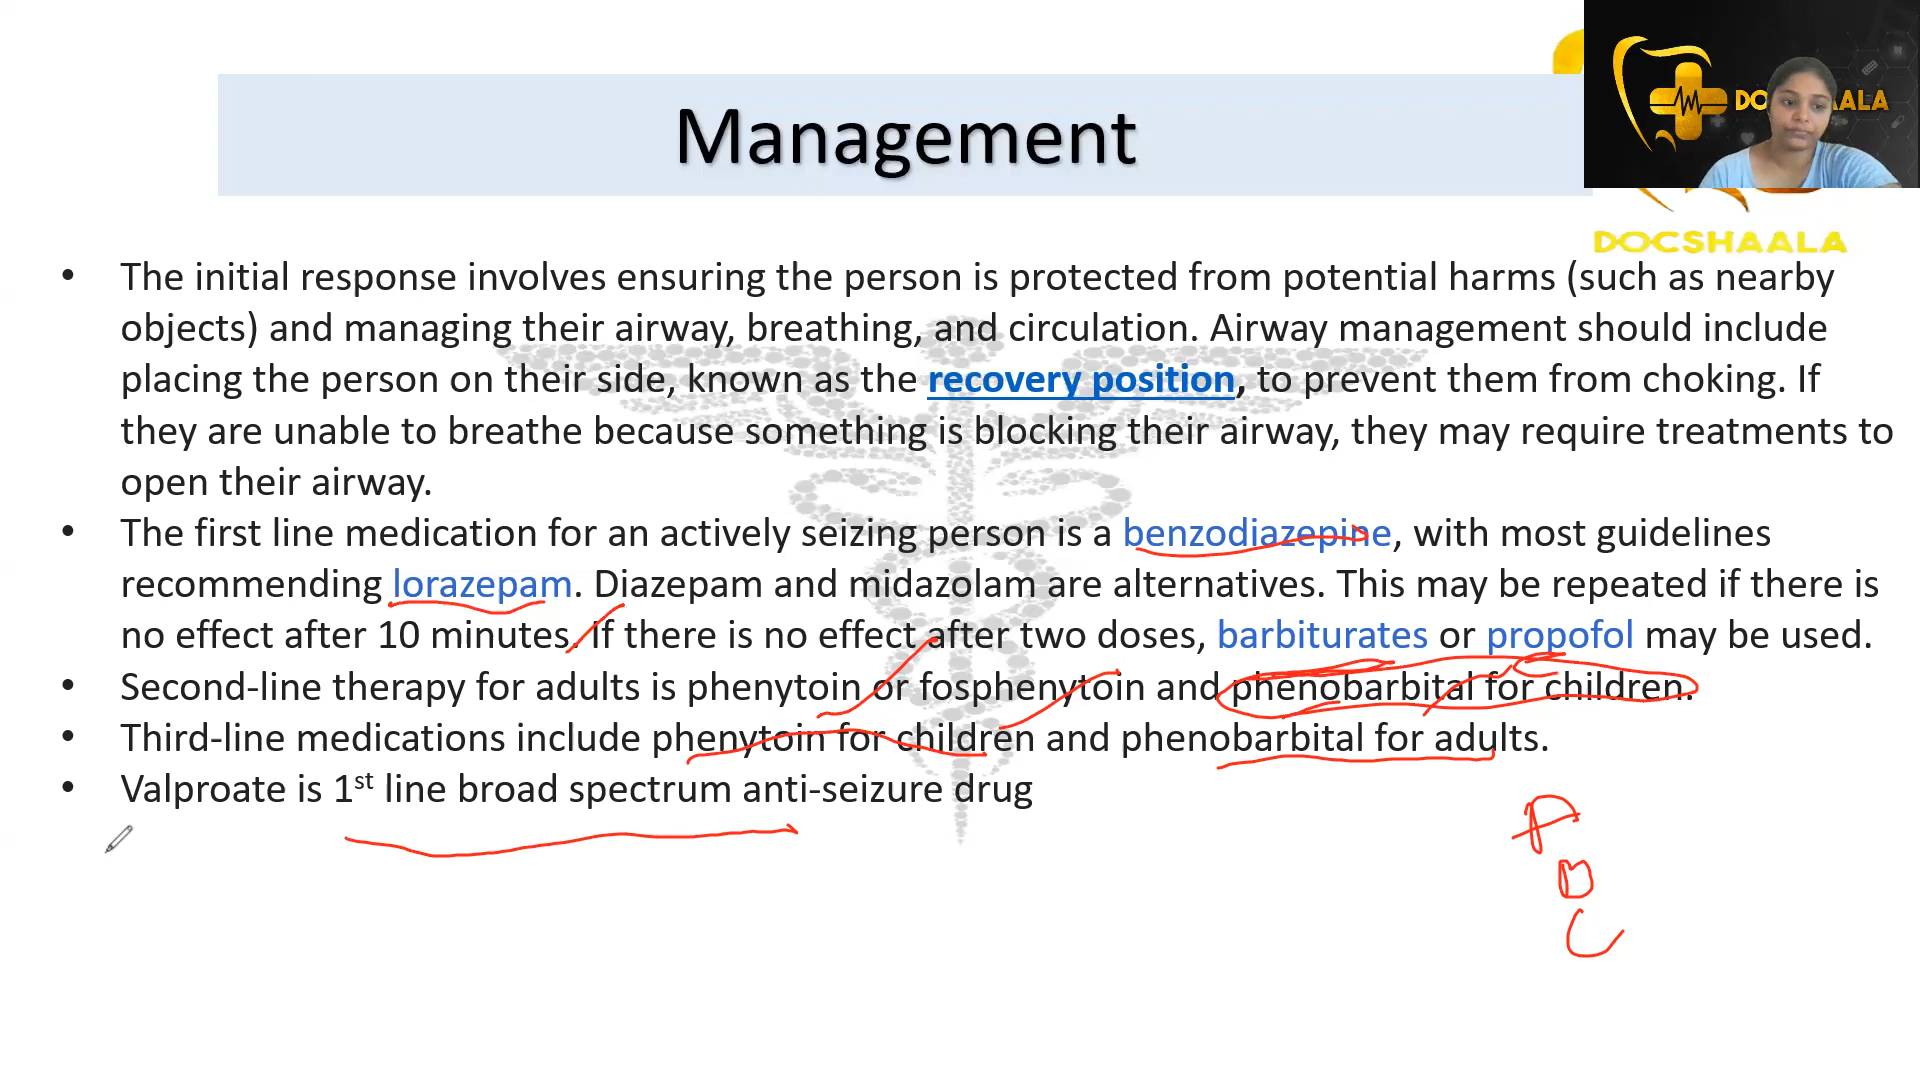 Management
DOCSHAALA
The initial response involves ensuring the person is protected from potential harms (such as nearby
objects) and managing their airway, breathing, and circulation. Airway management should include
placing the person on their side, known as the recovery position, to prevent them from choking. If
they are unable to breathe because something is blocking their airway, they may require treatments to
open their airway.
The first line medication for an actively seizing person is a benzodiazepine, with most guidelines
recommending lorazepam. Diazepam and midazolam are alternatives. This may be repeated if there is
no effect after 10 minutes. If there is no effect after two doses, barbiturates or propofol may be used.
Second-line therapy for adults is phenytoin or fosphenytoin and phenobarbital for children.
Third-line medications include phenytoin for children and phenobarbital for adults.
Valproate is 1st line broad spectrum anti-seizure drug
A
B
C